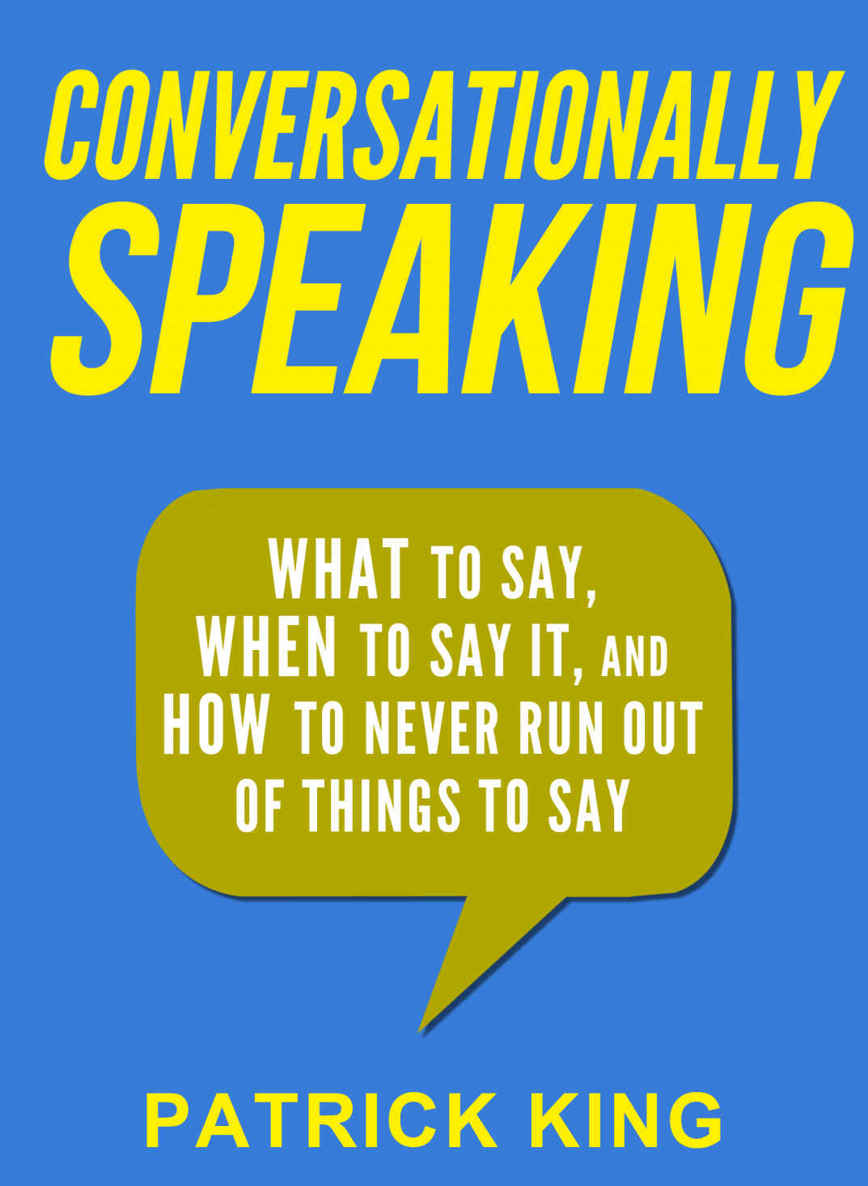 CONVERSATIONALLY
SPEAKING
WHAT TO SAY,
WHEN TO SAY IT, AND
HOW TO NEVER RUN OUT
OF THINGS TO SAY
PATRICK KING